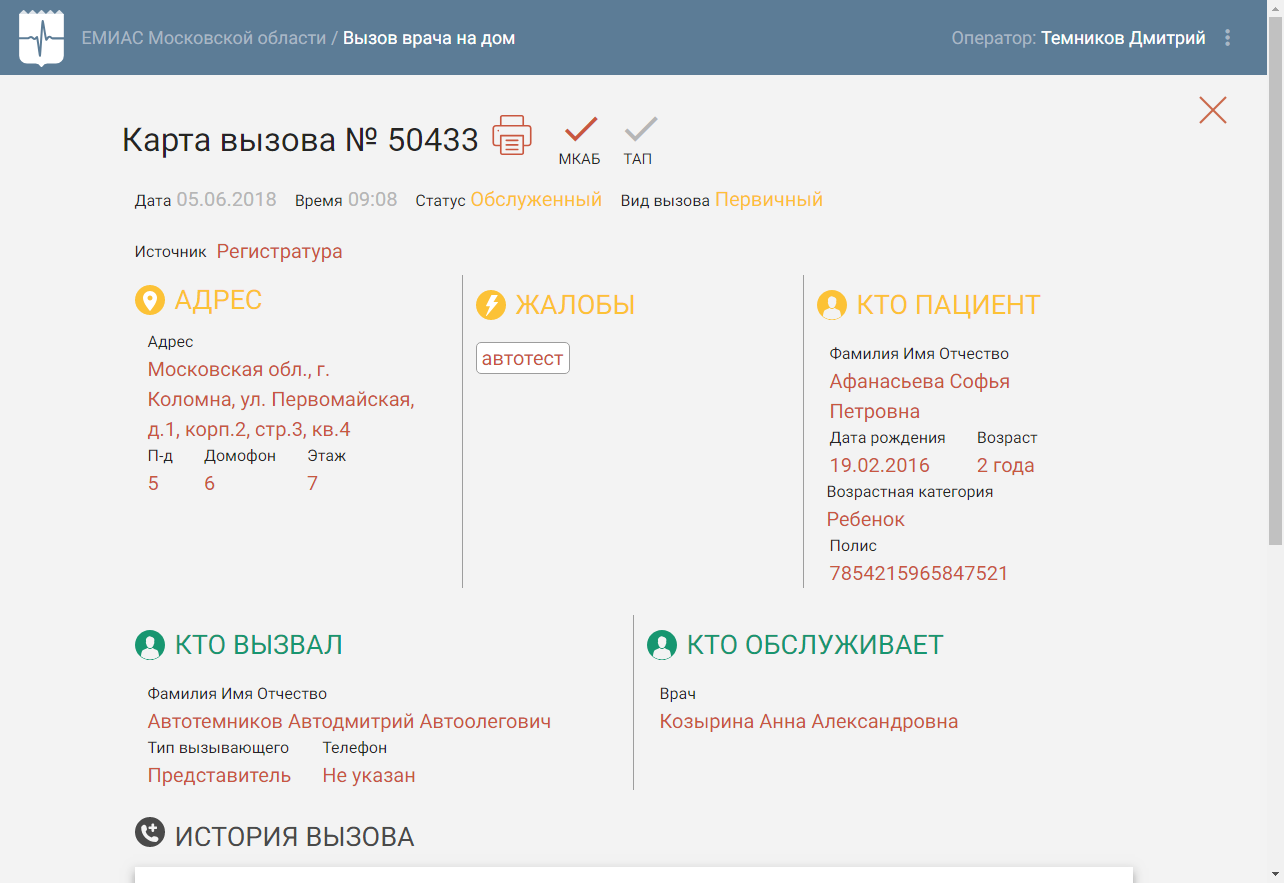 ЕМИАС Московской области / Вызов врача на дом
Оператор: Темников Дмитрий
Карта вызова № 50433
МКАБ
ТАП
Дата 05.06.2018 Время 09:08 Статус Обслуженный Вид вызова Первичный
Источник Регистратура
АДРЕС
Адрес
Московская обл., г.
Коломна, ул. Первомайская,
д.1, корп.2, стр.3, кв.4
П-д Домофон Этаж
5 6 7
ЖАЛОБЫ
автотест
КТО ПАЦИЕНТ
Фамилия Имя Отчество
Афанасьева Софья
Петровна
Дата рождения Возраст
19.02.2016 2 года
Возрастная категория
Ребенок
Полис
7854215965847521
КТО ВЫЗВАЛ
Фамилия Имя Отчество
Автотемников Автодмитрий Автоолегович
Тип вызывающего Телефон
Представитель Не указан
КТО ОБСЛУЖИВАЕТ
Врач
Козырина Анна Александровна
ИСТОРИЯ ВЫЗОВА